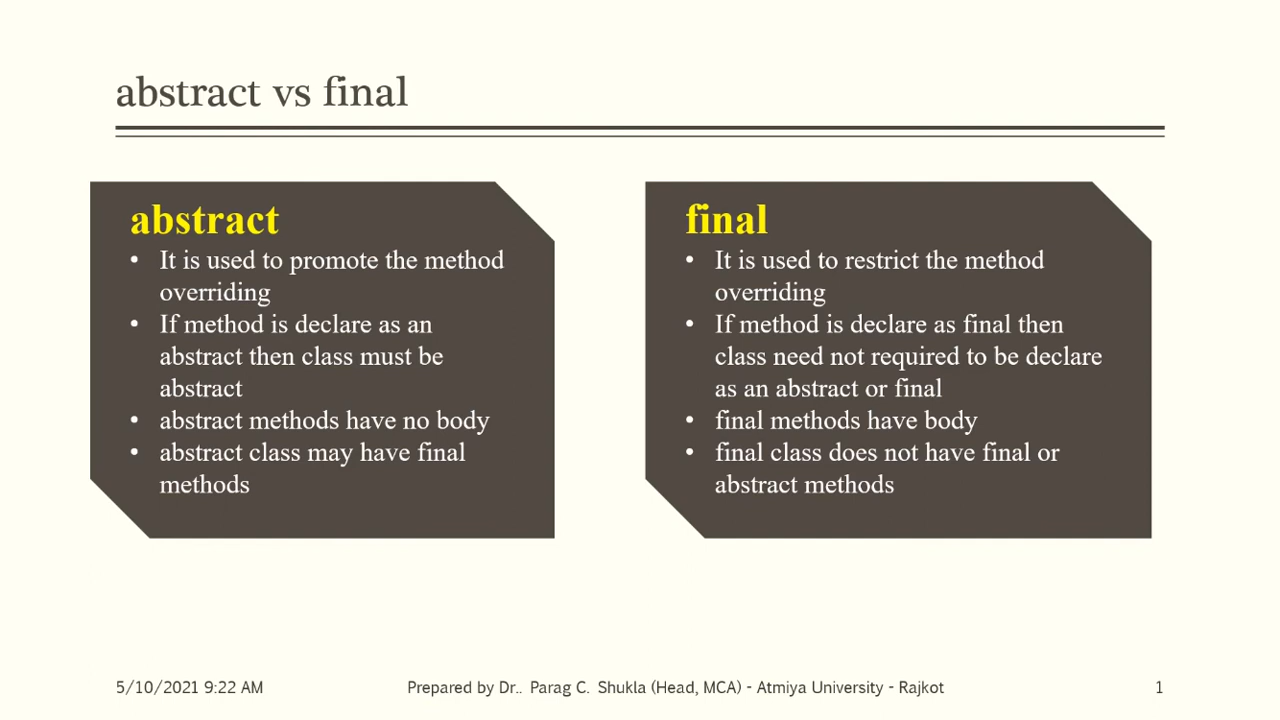 abstract vs final
abstract
• It is used to promote the method
overriding
• If method is declare as an
abstract then class must be
abstract
• abstract methods have no body
• abstract class may have final
methods
final
• It is used to restrict the method
overriding
• If method is declare as final then
class need not required to be declare
as an abstract or final
• final methods have body
• final class does not have final or
abstract methods
5/10/2021 9:22 AM
Prepared by Dr.. Parag C. Shukla (Head, MCA) - Atmiya University - Rajkot
1